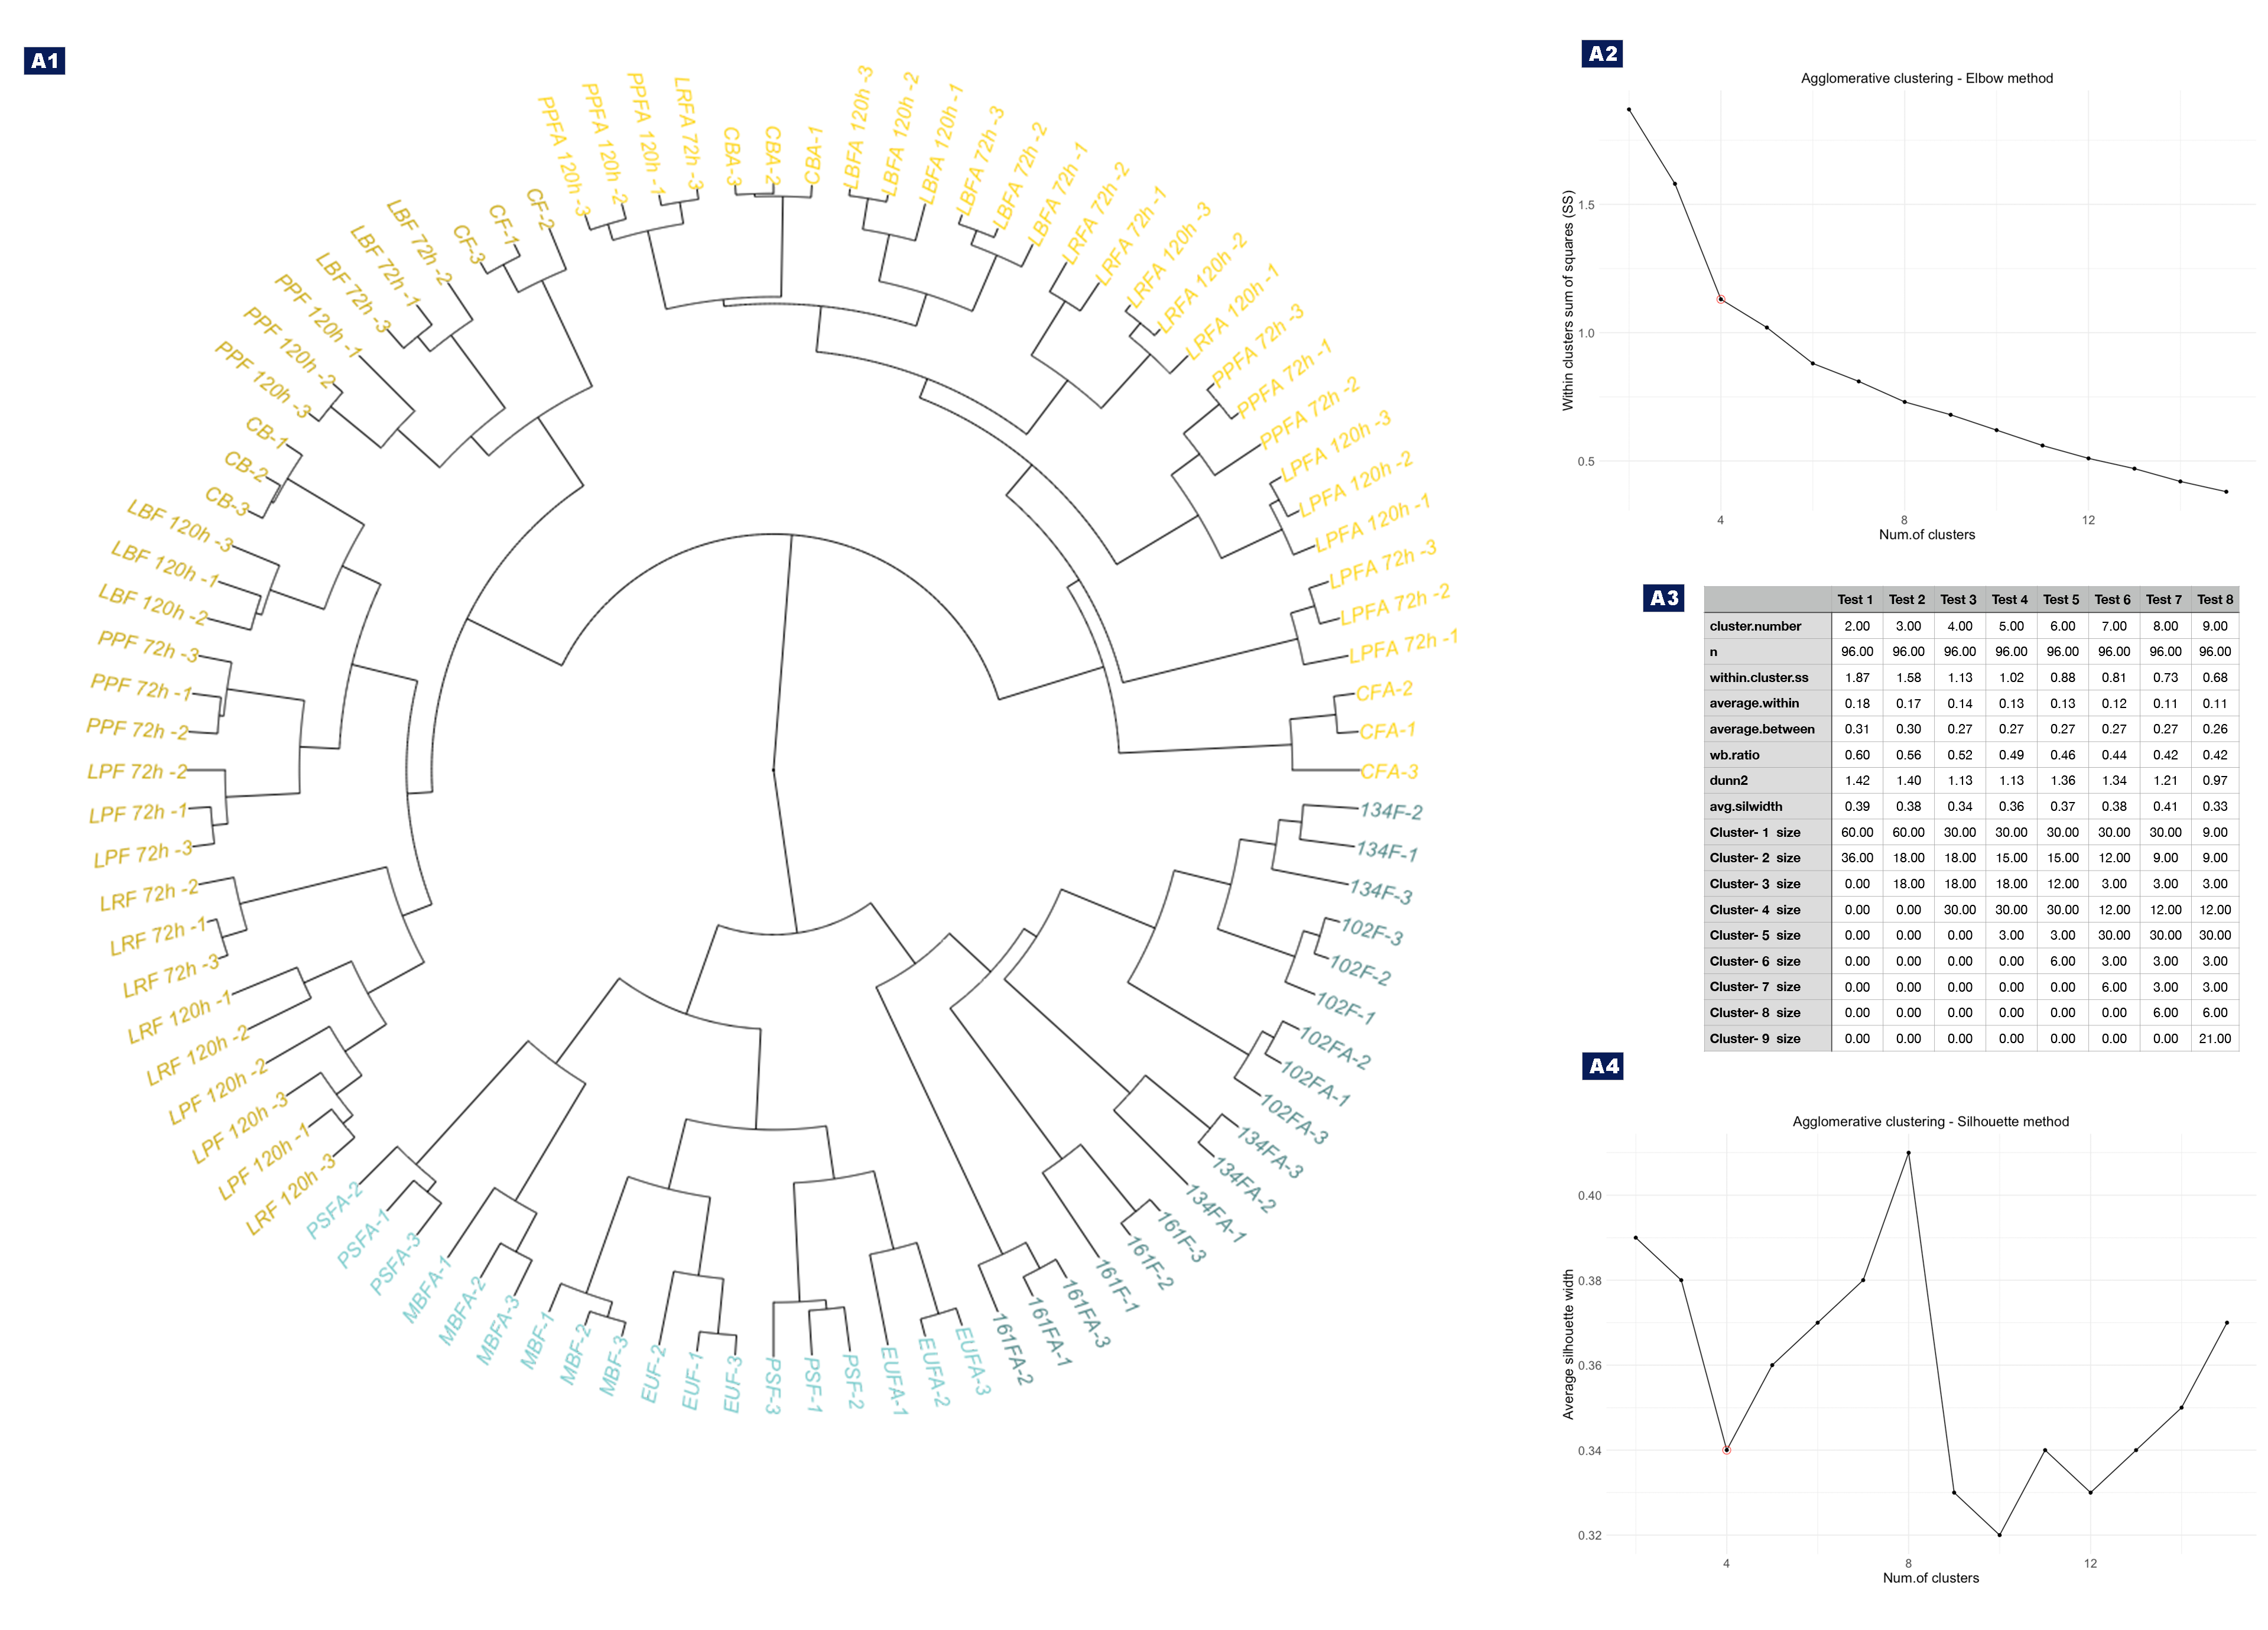 A1
PPFA 120h -3
PPFA 120h -2
PPFA 120h -1
LRFA 72h -3
CBA-3
CBA-2
CBA-1
LBFA 120h -3
LBFA 120h -2
LBFA 120h -1
LBFA 72h -3
LBFA 72h -2
LBFA 72h -1
LRFA 72h -2
LRFA 72h -1
LRFA 120h -3
LRFA 120h -2
LRFA 120h -1
PPFA 72h -3
PPFA 72h -1
PPFA 72h -2
LPFA 120h -3
LPFA 120h -2
LPFA 120h -1
LPFA 72h -3
LPFA 72h -2
LPFA 72h -1
CFA-2
CFA-1
CFA-3
134F-2
134F-1
134F-3
102F-3
102F-2
102F-1
102FA-2
102FA-1
102FA-3
134FA-3
134FA-2
134FA-1
161F-3
161F-2
161F-1
161FA-3
161FA-1
161FA-2
EUFA-3
EUFA-2
EUFA-1
PSF-2
PSF-1
PSF-3
EUF-3
EUF-1
EUF-2
MBF-3
MBF-2
MBF-1
MBFA-3
MBFA-2
MBFA-1
PSFA-3
PSFA-1
PSFA-2
LRF 120h -3
LPF 120h -1
LPF 120h -3
LPF 120h -2
LRF 120h -2
LRF 120h -1
LRF 72h -3
LRF 72h -1
LRF 72h -2
LPF 72h -3
LPF 72h -1
LPF 72h -2
PPF 72h -2
PPF 72h -1
PPF 72h -3
LBF 120h -2
LBF 120h -1
LBF 120h -3
CB-3
CB-2
CB-1
PPF 120h -3
PPF 120h -2
PPF 120h -1
LBF 72h -3
LBF 72h -1
LBF 72h -2
CF-3
CF-1
CF-2
A2
Agglomerative clustering - Elbow method
Within clusters sum of squares (SS)
1.5
1.0
0.5
4 8 12
Num.of clusters
A3
Test 1 Test 2 Test 3 Test 4 Test 5 Test 6 Test 7 Test 8
cluster.number 2.00 3.00 4.00 5.00 6.00 7.00 8.00 9.00
n 96.00 96.00 96.00 96.00 96.00 96.00 96.00 96.00
within.cluster.ss 1.87 1.58 1.13 1.02 0.88 0.81 0.73 0.68
average.within 0.18 0.17 0.14 0.13 0.13 0.12 0.11 0.11
average.between 0.31 0.30 0.27 0.27 0.27 0.27 0.27 0.26
wb.ratio 0.60 0.56 0.52 0.49 0.46 0.44 0.42 0.42
dunn2 1.42 1.40 1.13 1.13 1.36 1.34 1.21 0.97
avg.silwidth 0.39 0.38 0.34 0.36 0.37 0.38 0.41 0.33
Cluster- 1 size 60.00 60.00 30.00 30.00 30.00 30.00 30.00 9.00
Cluster- 2 size 36.00 18.00 18.00 15.00 15.00 12.00 9.00 9.00
Cluster- 3 size 0.00 18.00 18.00 18.00 12.00 3.00 3.00 3.00
Cluster- 4 size 0.00 0.00 30.00 30.00 30.00 12.00 12.00 12.00
Cluster- 5 size 0.00 0.00 0.00 3.00 3.00 30.00 30.00 30.00
Cluster- 6 size 0.00 0.00 0.00 0.00 6.00 3.00 3.00 3.00
Cluster- 7 size 0.00 0.00 0.00 0.00 0.00 6.00 3.00 3.00
Cluster- 8 size 0.00 0.00 0.00 0.00 0.00 0.00 6.00 6.00
Cluster- 9 size 0.00 0.00 0.00 0.00 0.00 0.00 0.00 21.00
A4
Agglomerative clustering - Silhouette method
Average silhouette width
0.40
0.38
0.36
0.34
0.32
4 8 12
Num.of clusters